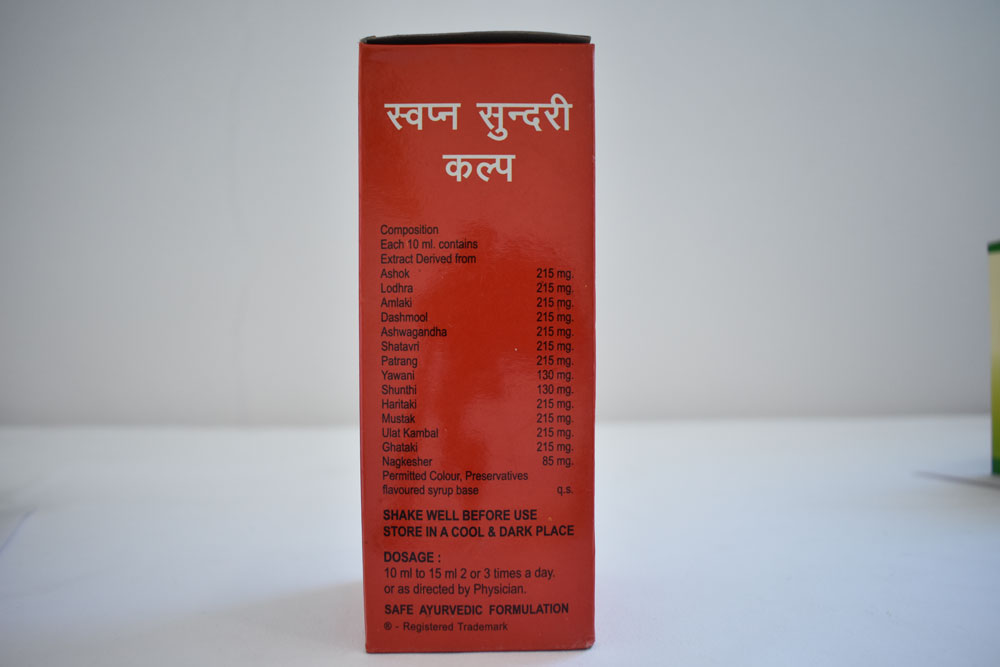 स्वप्न सुन्दरी
कल्प
Composition
Each 10 ml. contains
Extract Derived from
Ashok 215 mg.
Lodhra 215 mg.
Amlaki 215 mg.
Dashmool 215 mg.
Ashwagandha 215 mg.
Shatavri 215 mg.
Patrang 215 mg.
Yawani 130 mg.
Shunthi 130 mg.
Haritaki 215 mg.
Mustak 215 mg.
Ulat Kambal 215 mg.
Ghataki 215 mg.
Nagkesher 85 mg.
Permitted Colour, Preservatives
flavoured syrup base q.s.
SHAKE WELL BEFORE USE
STORE IN A COOL & DARK PLACE
DOSAGE :
10 ml to 15 ml 2 or 3 times a day.
or as directed by Physician.
SAFE AYURVEDIC FORMULATION
® - Registered Trademark